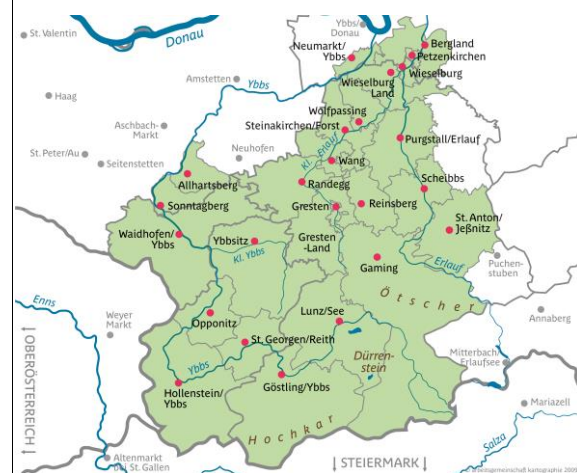 Ybbs/
Donau
St. Valentin
Donau
Neumarkt/
Ybbs
Bergland
Petzenkirchen
Wieselburg
Wieselburg
Land
Amstetten
Ybbs
Haag
Wolfpassing
Steinakirchen/Forst
Aschbach-
Markt
Purgstall/Erlauf
Kl. Erlauf
St. Peter/Au
Seitenstetten
Neuhofen
Wang
Allhartsberg
Randegg
Scheibbs
Sonntagberg
Gresten
Reinsberg
St. Anton/
Jeßnitz
Waidhofen/
Ybbs
Ybbsitz
Gresten
-Land
Kl. Ybbs
Gaming
Erlauf
Puchen-
stuben
Enns
Ötscher
Weyer
Markt
Opponitz
Lunz/See
Annaberg
St. Georgen/Reith
OBERÖSTERREICH
Ybbs
Dürren-
stein
Mitterbach/
Erlaufsee
Hollenstein/
Ybbs
Göstling/Ybbs
Mariazell
Hochkar
Salza
Altenmarkt
bei St. Gallen
STEIERMARK
arbeitsgemeinschaft kartographie 2009